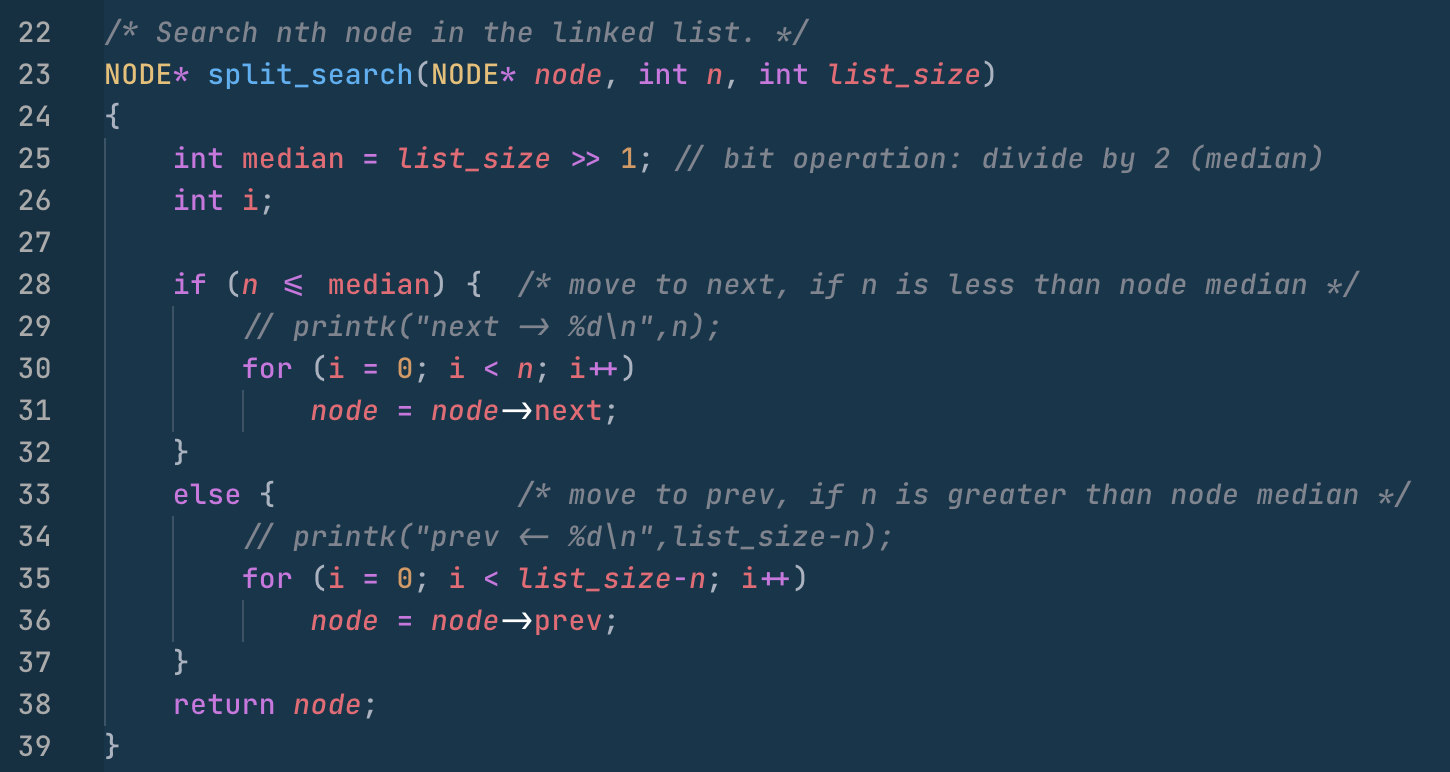 22 /* Search nth node in the linked list. */
23 NODE* split_search(NODE* node, int n, int list_size)
24 {
25     int median = list_size >> 1; // bit operation: divide by 2 (median)
26     int i;
27
28     if (n <= median) {  /* move to next, if n is less than node median */
29         // printk("next -> %d\n",n);
30         for (i = 0; i < n; i++)
31             node = node->next;
32     }
33     else {              /* move to prev, if n is greater than node median */
34         // printk("prev <- %d\n",list_size-n);
35         for (i = 0; i < list_size-n; i++)
36             node = node->prev;
37     }
38     return node;
39 }